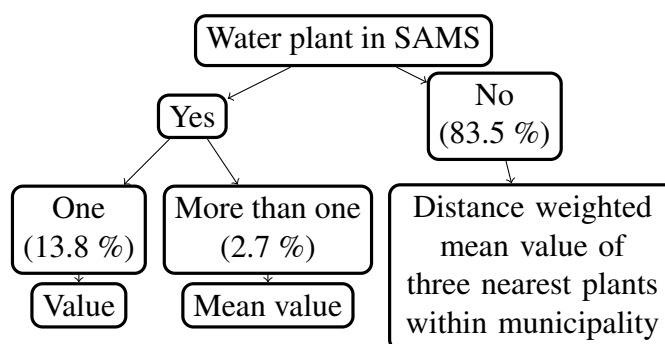 Water plant in SAMS
Yes
No
(83.5 %)
One
(13.8 %)
More than one
(2.7 %)
Distance weighted
mean value of
three nearest plants
within municipality
Value
Mean value